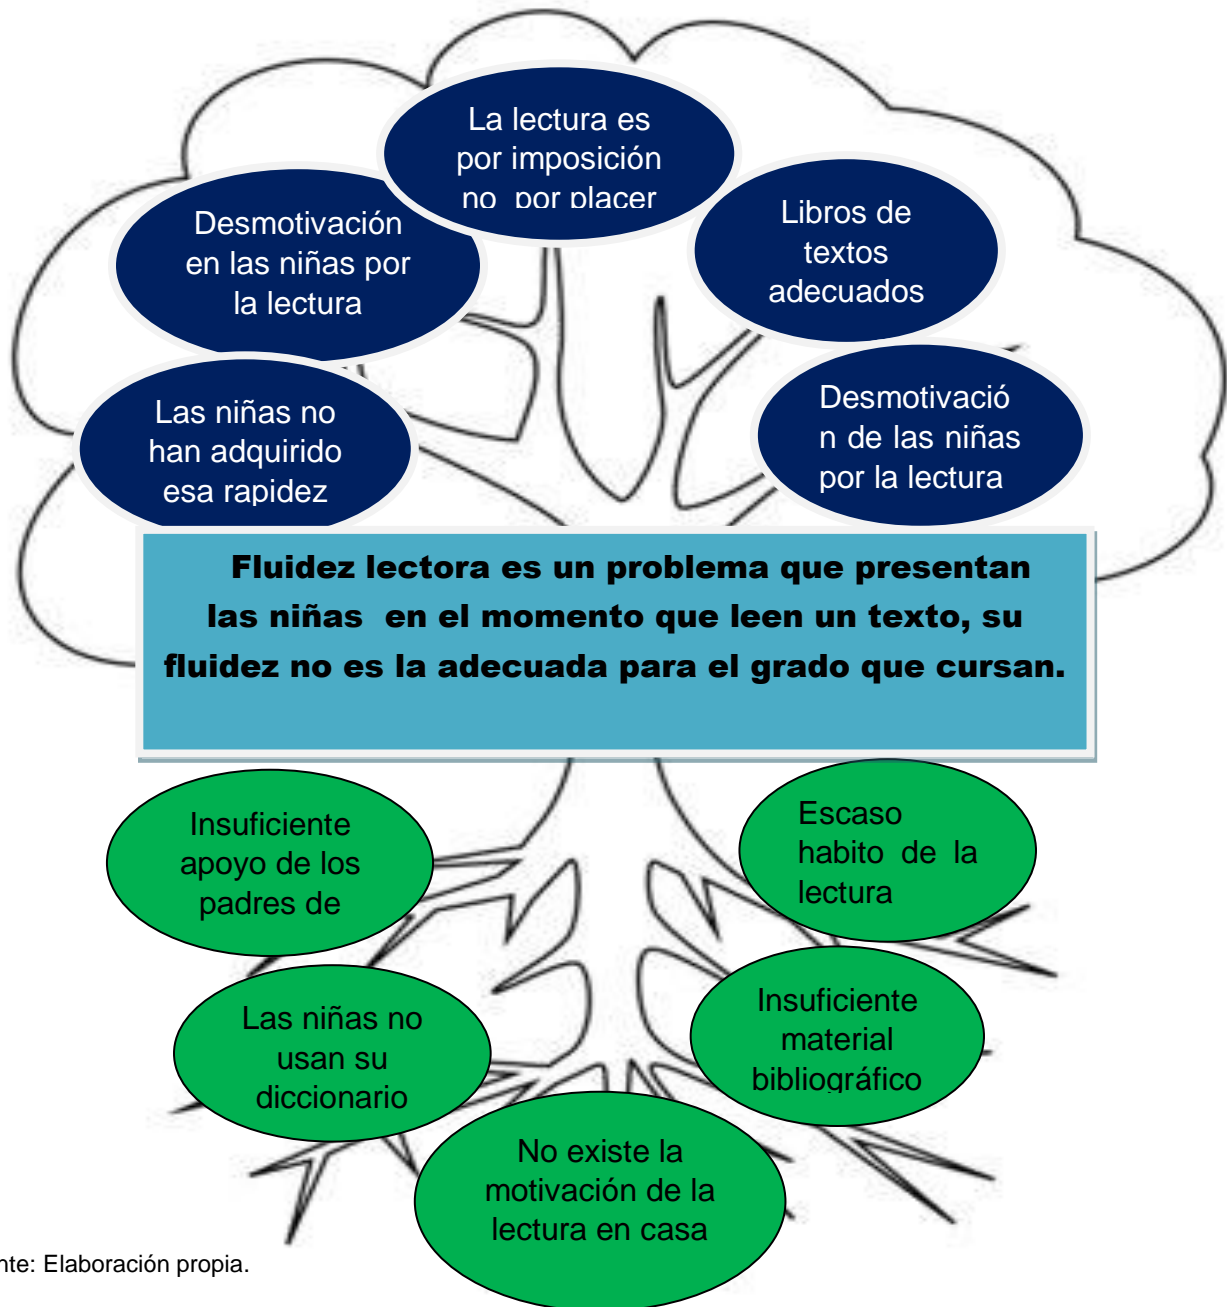 La lectura es
por imposición
no por placer
Desmotivación
en las niñas por
la lectura
Libros de
textos
adecuados
Las niñas no
han adquirido
esa rapidez
Desmotivació
n de las niñas
por la lectura
Fluidez lectora es un problema que presentan
las niñas en el momento que leen un texto, su
fluidez no es la adecuada para el grado que cursan.
Insuficiente
apoyo de los
padres de
Escaso
habito de la
lectura
Las niñas no
usan su
diccionario
Insuficiente
material
bibliográfico
No existe la
motivación de la
lectura en casa
nte: Elaboración propia.